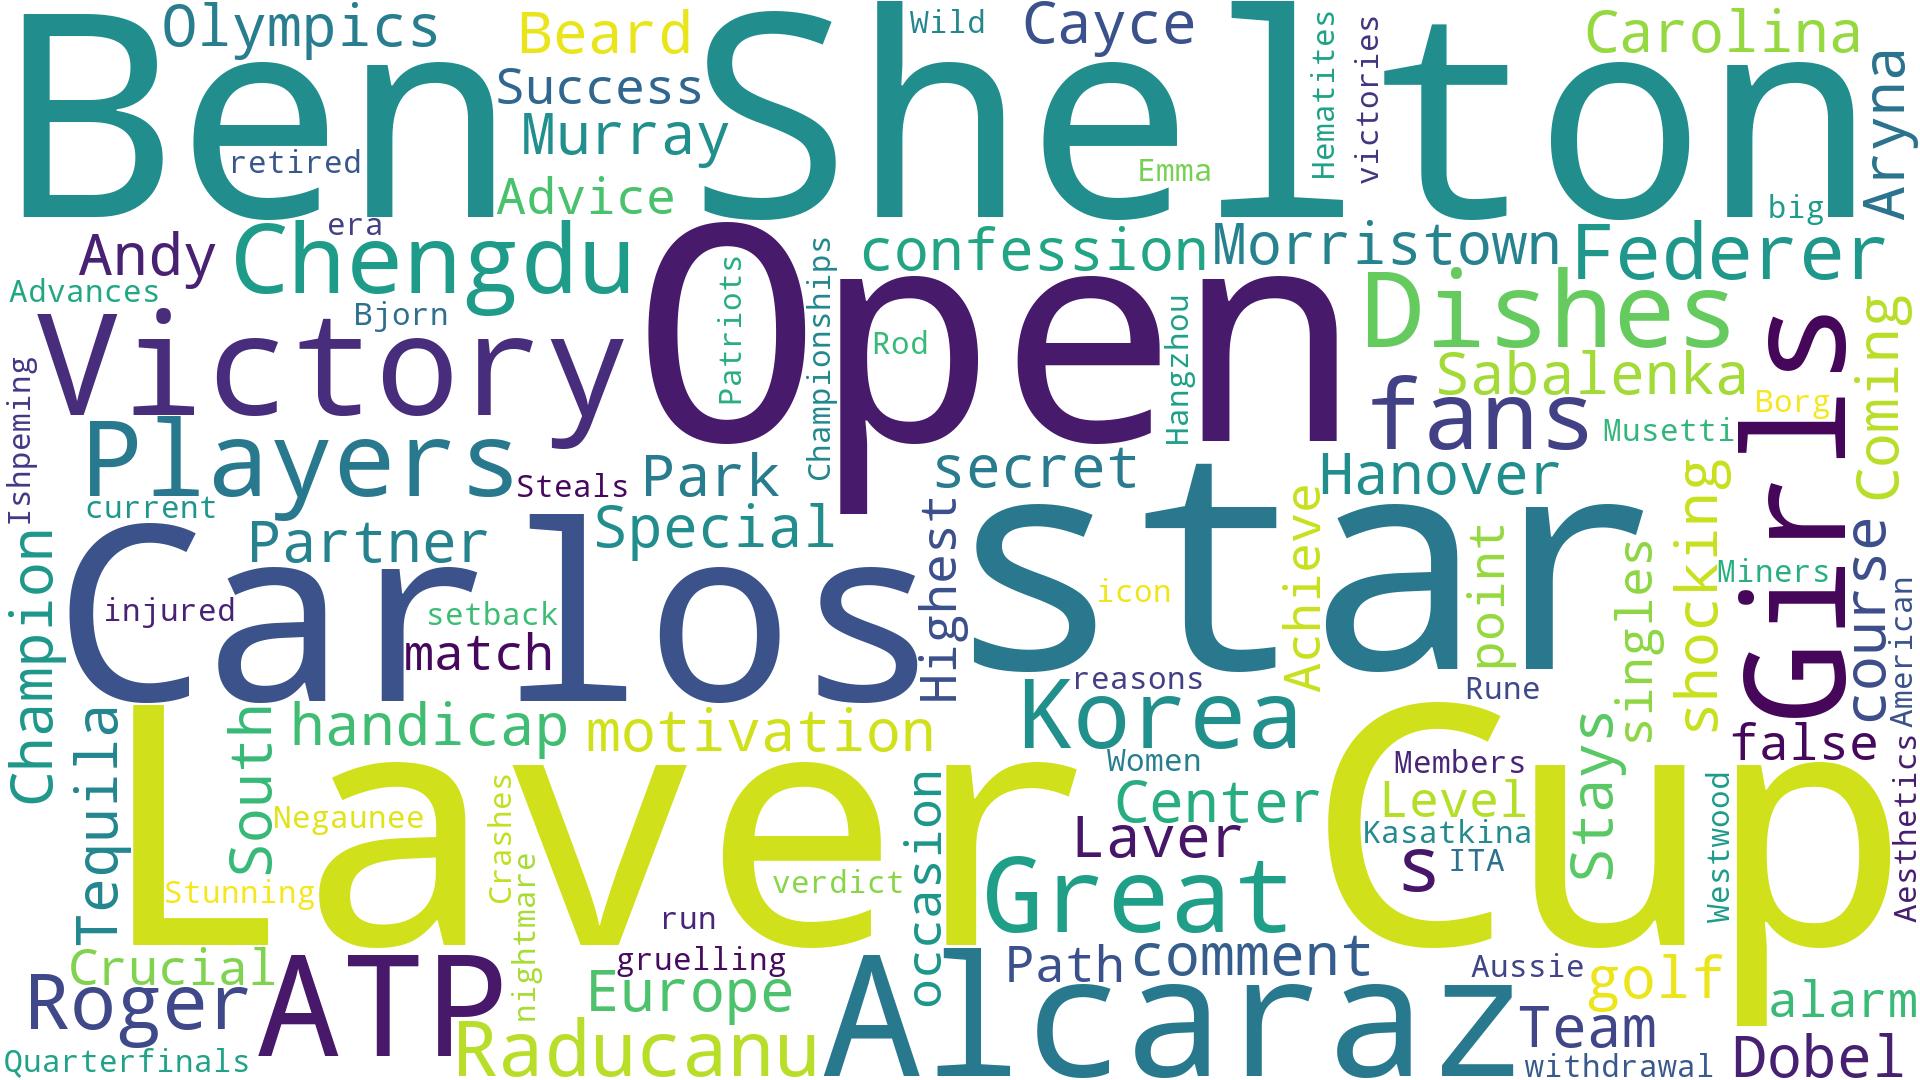 Ben Shelton
Olympics
Beard
Wild
Cayce
Hematites
victories
Carolina
Aryna
Success
Murray
retired
Emma
Advice
big
era
Andy
Chengdu
Open
Championships
confession
Morristown
Federer
Advances
Patriots
Dishes
Bjorn
Victory
Rod
Hangzhou
Girls
Coming
Sabalenka
Ishpeming
fans
Borg
Musetti
Players
Steals
Park
secret
Hanover
current
Carlos
star
Partner
Special
Highest
Achieve
point
singles
shocking
course
Miners
American
Champion
injured
setback
icon
match
reasons
Rune
Korea
Laver Cup
Tequila
South
handicap
motivation
Women
Members
Stays
false
Aesthetics
Westwood
Negaunee
Crashes
occasion
Center
Level
Laver
Kasatkina
s
ITA
Stunning
nightmare
verdict
Great
run
Crucial
ATP
gruelling
Alcaraz
Path
comment
Aussie
golf
Roger
Europe
alarm
Raducanu
Team
Quarterfinals
withdrawal
Dobel